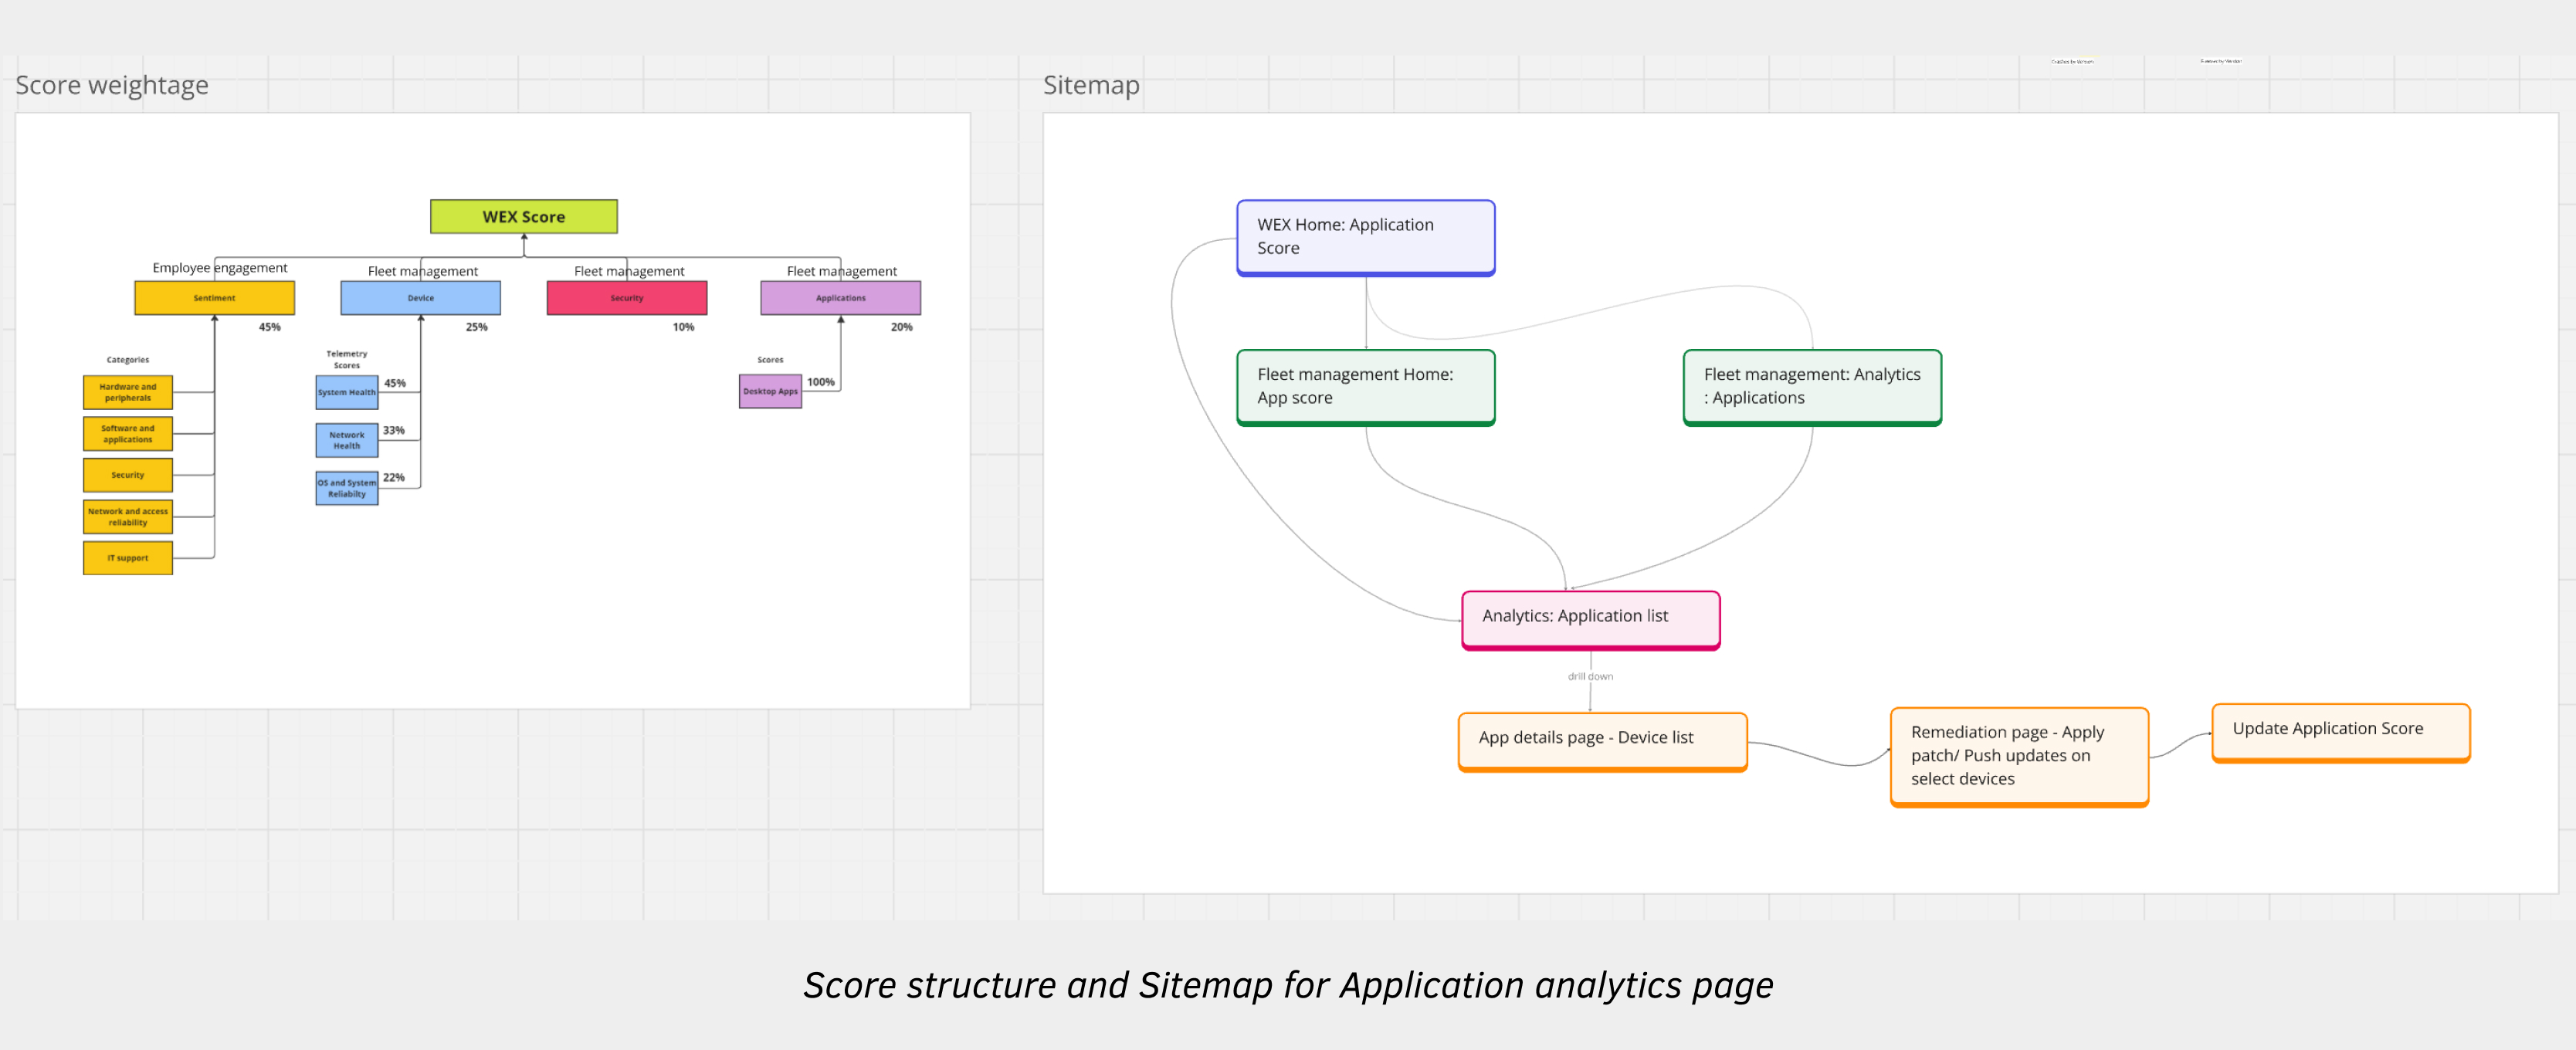 Score weightage
WEX Score
Employee engagement
Fleet management
Fleet management
Fleet management
Sentiment
Device
Security
Applications
45%
25%
10%
20%
Categories
Hardware and
peripherals
Software and
applications
Security
Network and access
reliability
IT support
Telemetry
Scores
System Health
45%
Network
Health
33%
OS and System
Reliabilty
22%
Scores
Desktop Apps
100%
Sitemap
Crashes by Version
WEX Home: Application
Score
Fleet management Home:
App score
Fleet management: Analytics
: Applications
Analytics: Application list
drill down
App details page - Device list
Remediation page - Apply
patch/ Push updates on
select devices
Update Application Score
Score structure and Sitemap for Application analytics page